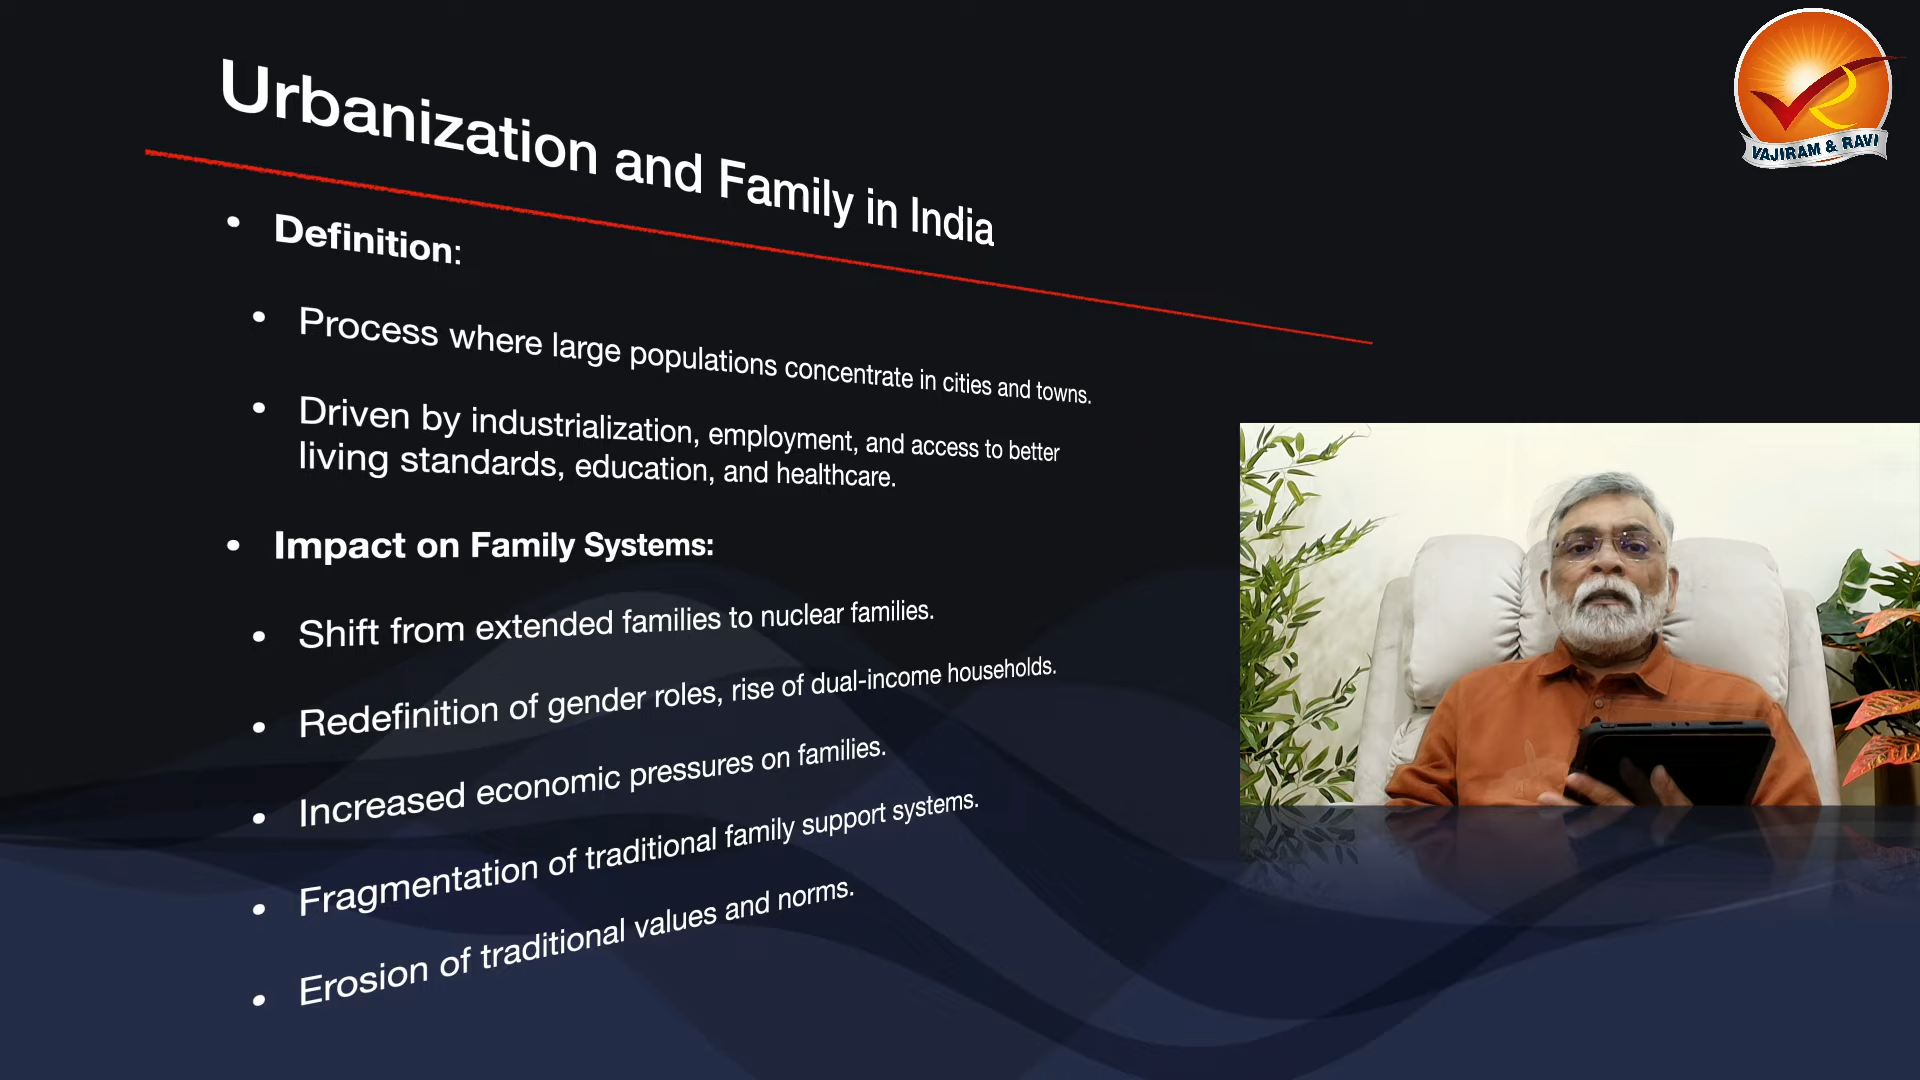 Urbanization and Family in India
• Definition:
• Process where large populations concentrate in cities and towns.
• Driven by industrialization, employment, and access to better
living standards, education, and healthcare.
• Impact on Family Systems:
• Shift from extended families to nuclear families.
• Redefinition of gender roles, rise of dual-income households.
• Increased economic pressures on families.
• Fragmentation of traditional family support systems.
• Erosion of traditional values and norms.
VAJIRAM & RAVI